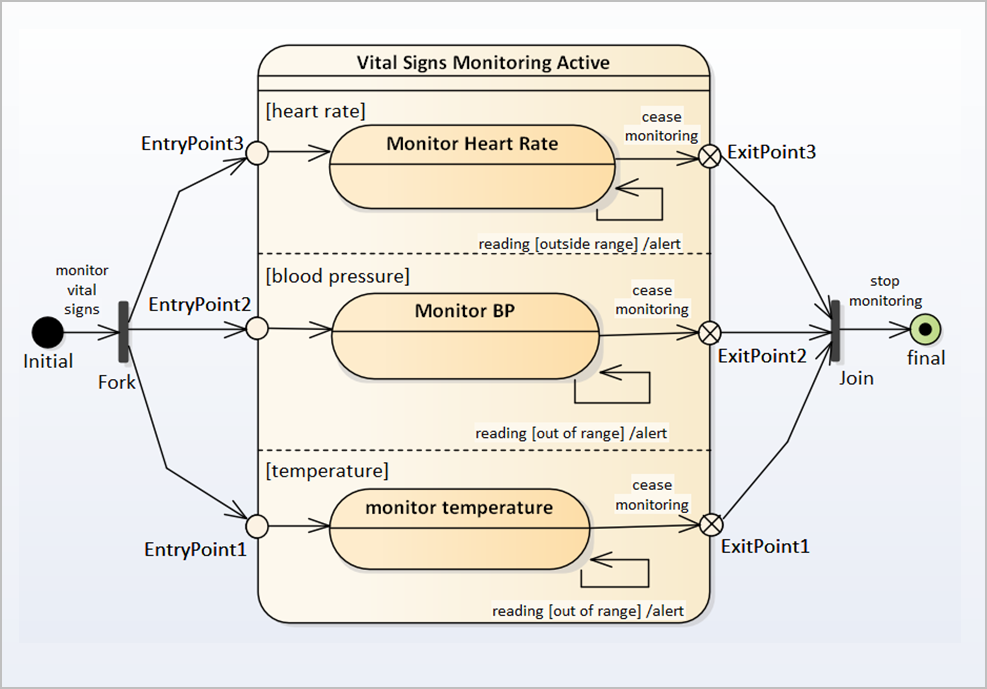 Vital Signs Monitoring Active
[heart rate]
EntryPoint3
Monitor Heart Rate
cease
monitoring
ExitPoint3
reading [outside range] /alert
monitor
vital
signs
Initial
Fork
[blood pressure]
EntryPoint2
Monitor BP
cease
monitoring
ExitPoint2
reading [out of range] /alert
stop
monitoring
Join
final
[temperature]
EntryPoint1
monitor temperature
cease
monitoring
ExitPoint1
reading [out of range] /alert